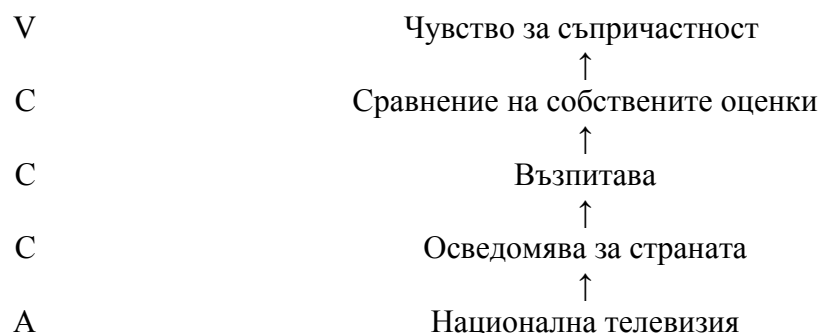 V Чувство за съпричастност
↑
C Сравнение на собствените оценки
↑
C Възпитава
↑
C Осведомява за страната
↑
A Национална телевизия